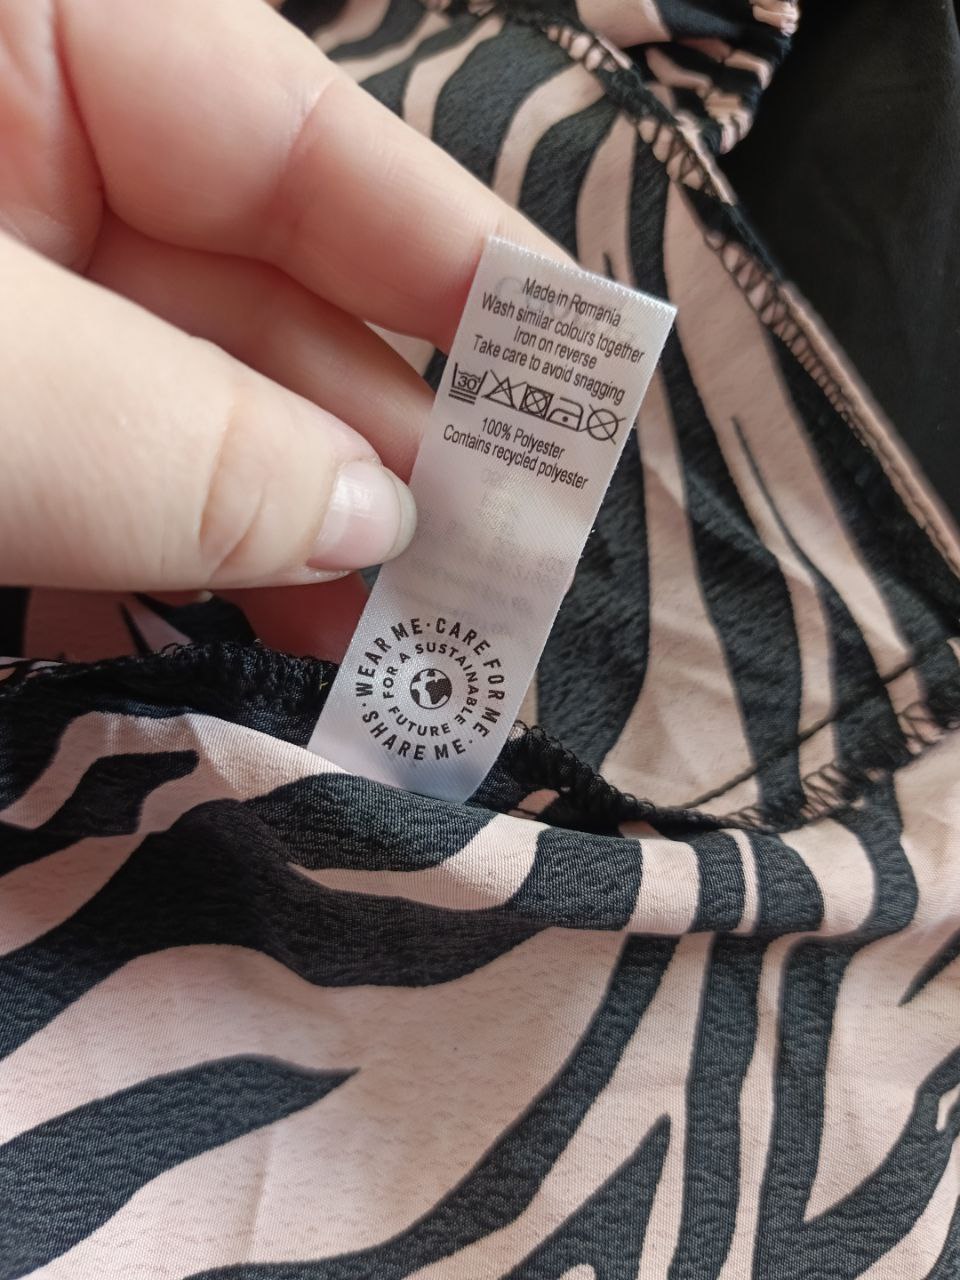 Made in Romania
Wash similar colours together
Iron on reverse
Take care to avoid snagging
30
100% Polyester
Contains recycled polyester
WEAR ME · CARE FOR ME · SHARE ME ·
FOR A SUSTAINABLE FUTURE